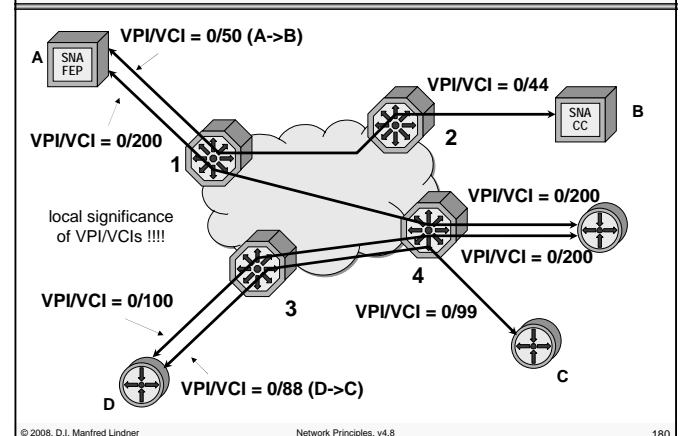 VPI/VCI = 0/50 (A->B)
A
SNA
FEP
VPI/VCI = 0/44
SNA
CC
B
VPI/VCI = 0/200
1
2
VPI/VCI = 0/200
local significance
of VPI/VCIs !!!!
VPI/VCI = 0/200
4
3
VPI/VCI = 0/100
VPI/VCI = 0/99
C
VPI/VCI = 0/88 (D->C)
D
© 2008, D.I. Manfred Lindner
Network Principles, v4.8
180